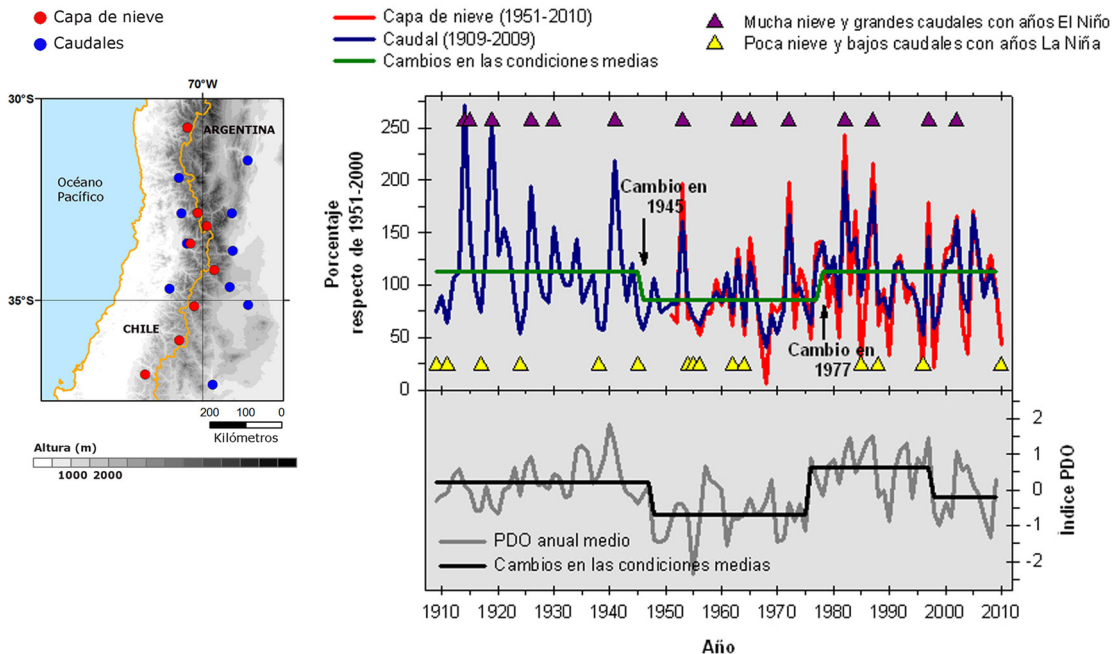 Capa de nieve
Caudales
Capa de nieve (1951-2010)
Caudal (1909-2009)
Cambios en las condiciones medias
Mucha nieve y grandes caudales con años El Niño
Poca nieve y bajos caudales con años La Niña
70°W
30°S
ARGENTINA
Océano
Pacífico
35°S
CHILE
200 100 0
Kilómetros
Altura (m)
1000 2000
Porcentaje
respecto de 1951-2000
250
200
150
100
50
0
Cambio en
1945
Cambio en
1977
2
1
0
-1
-2
Índice PDO
PDO anual medio
Cambios en las condiciones medias
1910 1920 1930 1940 1950 1960 1970 1980 1990 2000 2010
Año